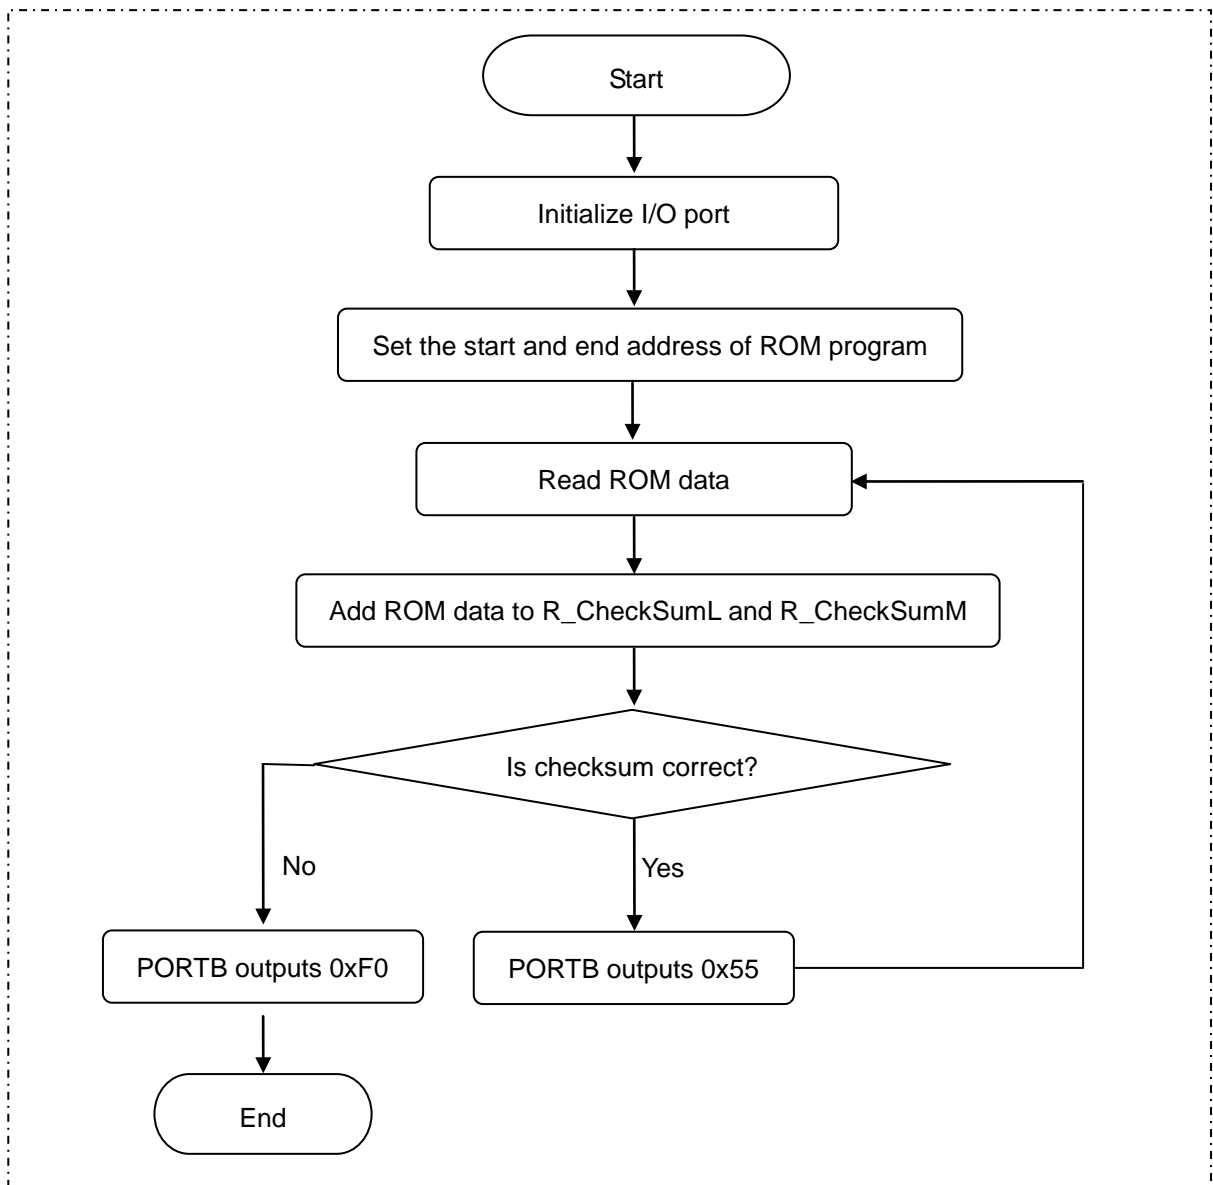 Start
Initialize I/O port
Set the start and end address of ROM program
Read ROM data
Add ROM data to R_CheckSumL and R_CheckSumM
Is checksum correct?
No
Yes
PORTB outputs 0xF0
PORTB outputs 0x55
End